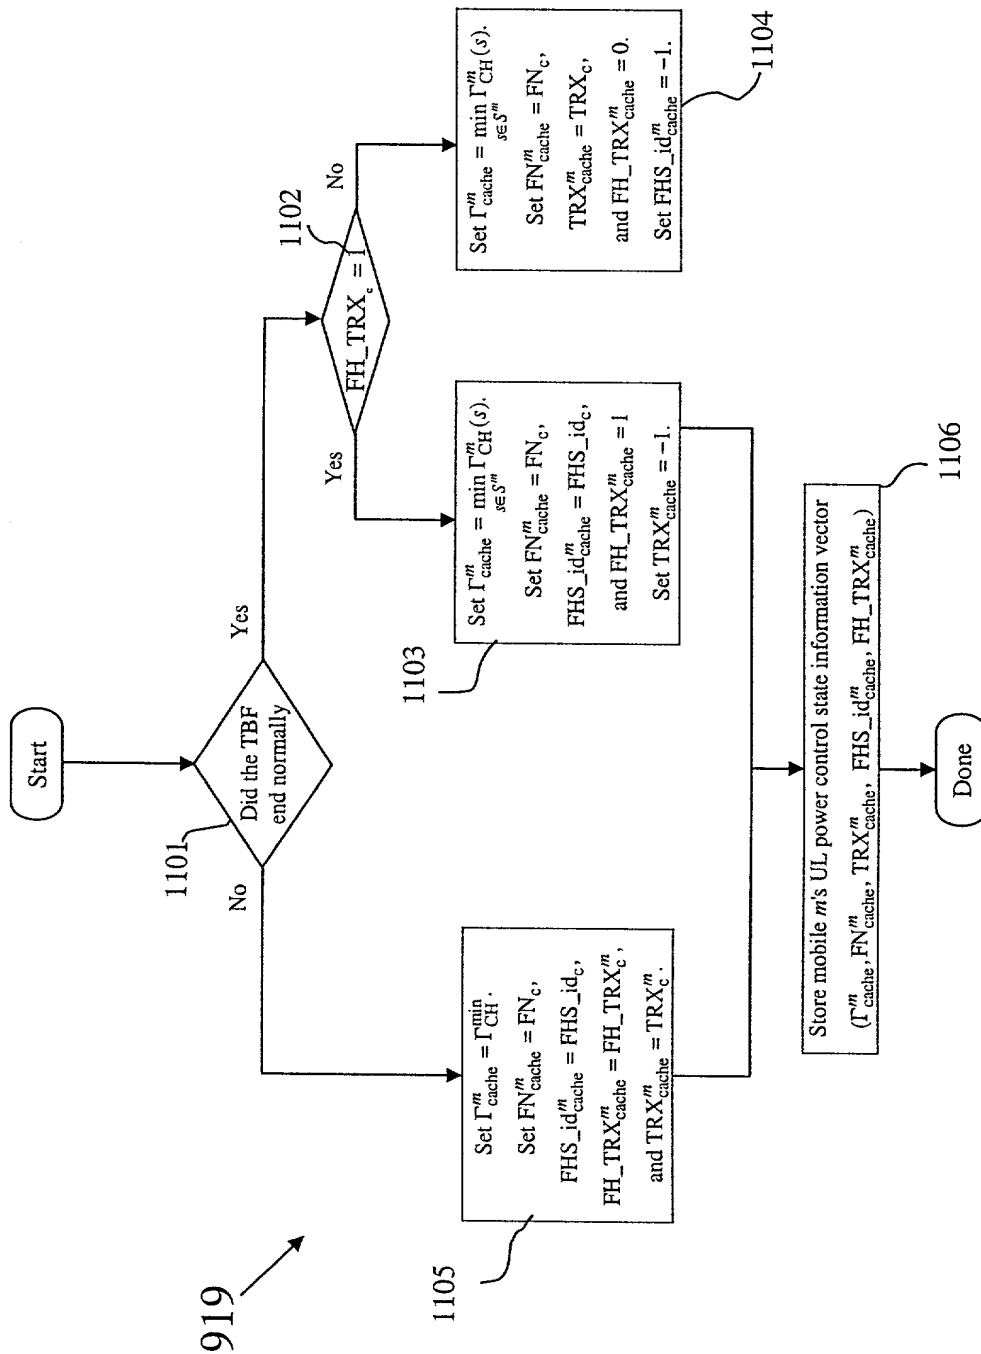 919
Start
Did the TBF
end normally
1101
No
Yes
FH_TRX_c = 1
1102
Yes
No
Set Γ^m_cache = Γ^min_CH.
Set FN^m_cache = FN_c,
FHS_id^m_cache = FHS_id_c,
FH_TRX^m_cache = FH_TRX^m_c,
and TRX^m_cache = TRX^m_c.
1105
Set Γ^m_cache = min_{s∈S^m} Γ^m_CH(s).
Set FN^m_cache = FN_c,
FHS_id^m_cache = FHS_id_c,
and FH_TRX^m_cache = 1
Set TRX^m_cache = −1.
1103
Set Γ^m_cache = min_{s∈S^m} Γ^m_CH(s).
Set FN^m_cache = FN_c,
TRX^m_cache = TRX_c,
and FH_TRX^m_cache = 0.
Set FHS_id^m_cache = −1.
1104
Store mobile m's UL power control state information vector
(Γ^m_cache, FN^m_cache, TRX^m_cache, FHS_id^m_cache, FH_TRX^m_cache)
1106
Done